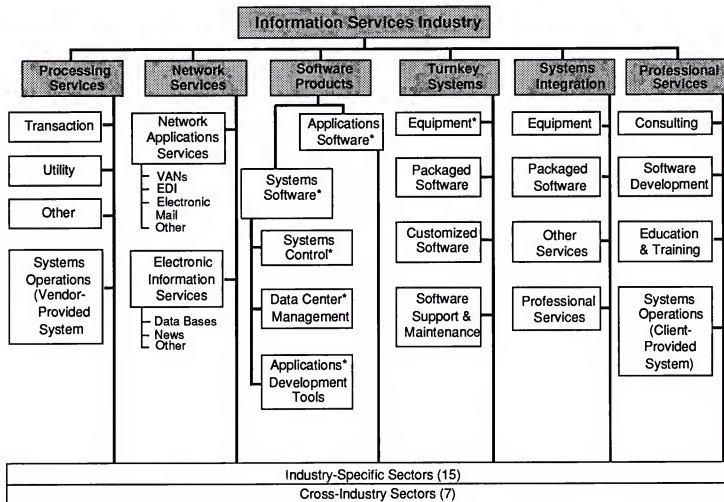 Information Services Industry
Processing
Services
Network
Services
Software
Products
Turnkey
Systems
Systems
Integration
Professional
Services
Transaction
Utility
Other
Systems
Operations
(Vendor-
Provided
System
Network
Applications
Services
VANs
EDI
Electronic
Mail
Other
Electronic
Information
Services
Data Bases
News
Other
Applications
Software*
Systems
Software*
Systems
Control*
Data Center*
Management
Applications*
Development
Tools
Equipment*
Packaged
Software
Customized
Software
Software
Support &
Maintenance
Equipment
Packaged
Software
Other
Services
Professional
Services
Consulting
Software
Development
Education
& Training
Systems
Operations
(Client-
Provided
System)
Industry-Specific Sectors (15)
Cross-Industry Sectors (7)